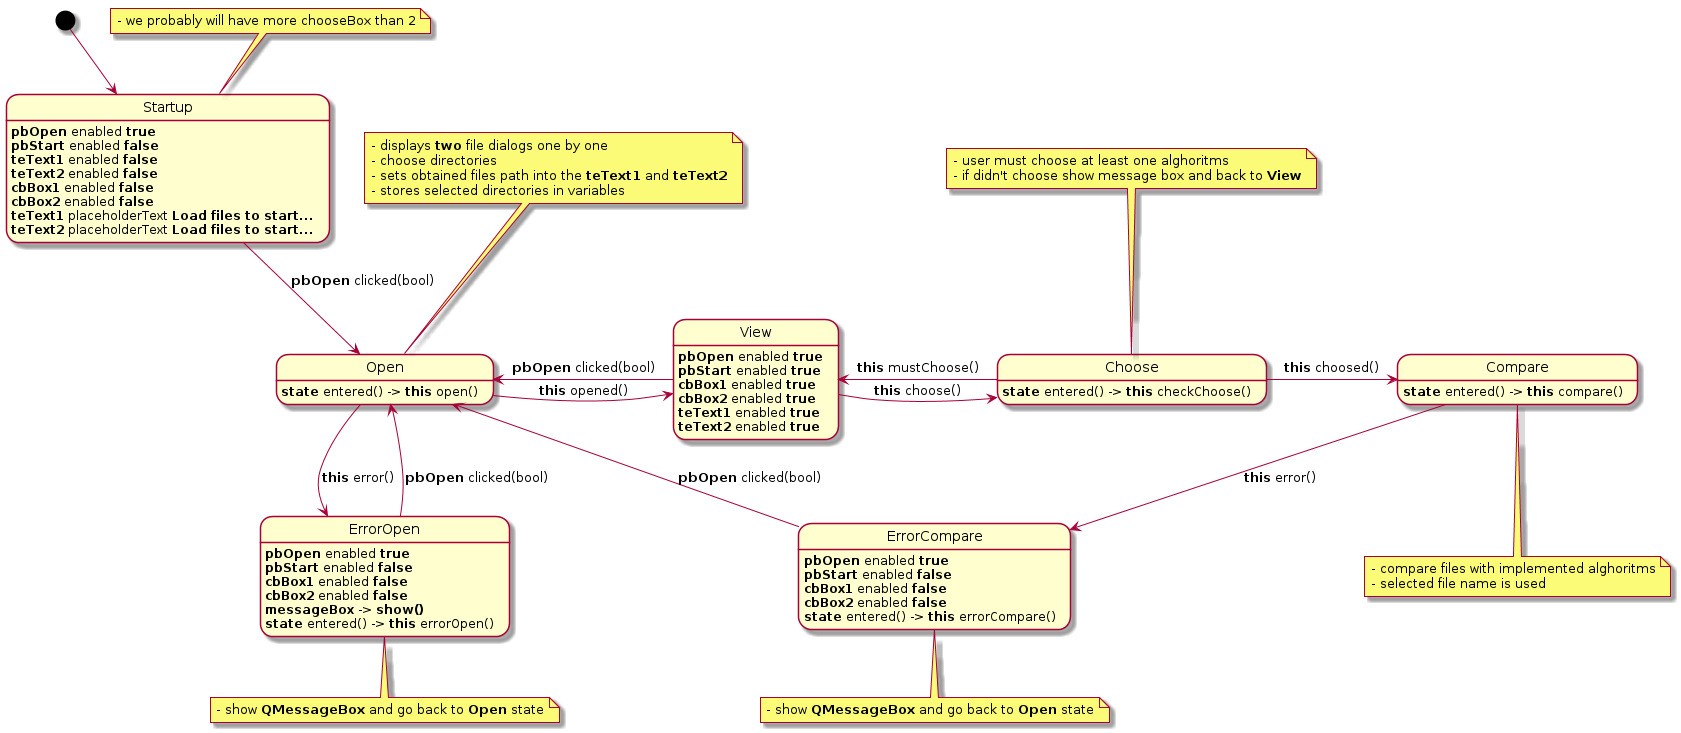 - we probably will have more chooseBox than 2
Startup
pbOpen enabled true
pbStart enabled false
teText1 enabled false
teText2 enabled false
cbBox1 enabled false
cbBox2 enabled false
teText1 placeholderText Load files to start...
teText2 placeholderText Load files to start...
- displays two file dialogs one by one
- choose directories
- sets obtained files path into the teText1 and teText2
- stores selected directories in variables
- user must choose at least one alghoritms
- if didn't choose show message box and back to View
pbOpen clicked(bool)
Open
state entered() -> this open()
pbOpen clicked(bool)
this opened()
View
pbOpen enabled true
pbStart enabled true
cbBox1 enabled true
cbBox2 enabled true
teText1 enabled true
teText2 enabled true
this mustChoose()
this choose()
Choose
state entered() -> this checkChoose()
this choosed()
Compare
state entered() -> this compare()
this error()
pbOpen clicked(bool)
pbOpen clicked(bool)
this error()
ErrorOpen
pbOpen enabled true
pbStart enabled false
cbBox1 enabled false
cbBox2 enabled false
messageBox -> show()
state entered() -> this errorOpen()
ErrorCompare
pbOpen enabled true
pbStart enabled false
cbBox1 enabled false
cbBox2 enabled false
state entered() -> this errorCompare()
- compare files with implemented alghoritms
- selected file name is used
- show QMessageBox and go back to Open state
- show QMessageBox and go back to Open state